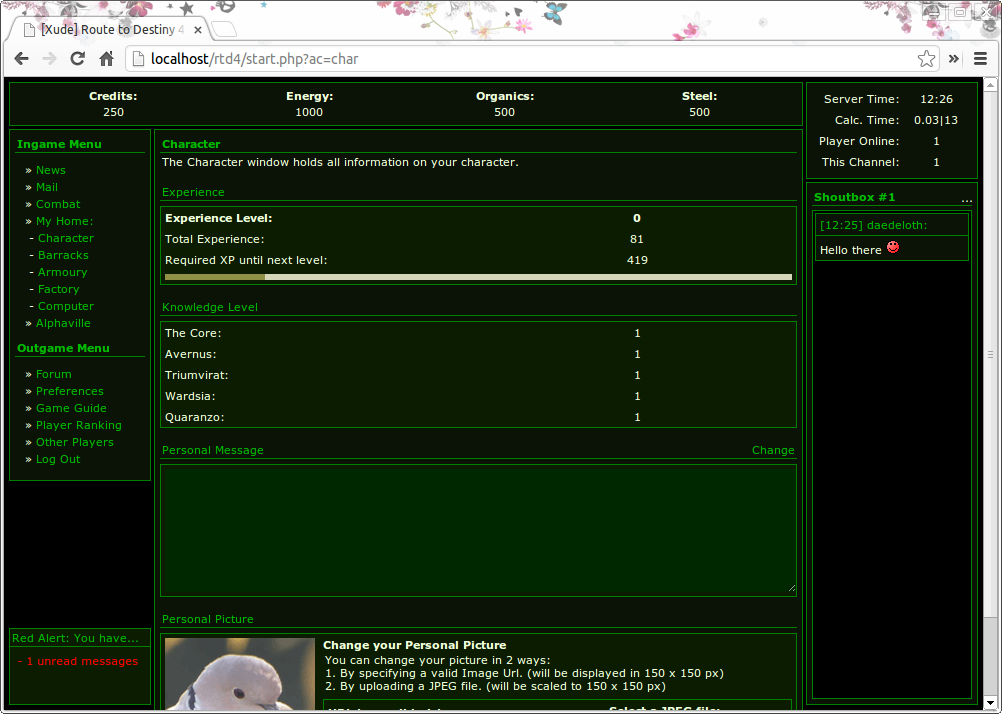 [Xude] Route to Destiny 4
localhost/rtd4/start.php?ac=char
Credits: Energy: Organics: Steel:
250 1000 500 500
Server Time: 12:26
Calc. Time: 0.03|13
Player Online: 1
This Channel: 1
Ingame Menu
» News
» Mail
» Combat
» My Home:
- Character
- Barracks
- Armoury
- Factory
- Computer
» Alphaville
Outgame Menu
» Forum
» Preferences
» Game Guide
» Player Ranking
» Other Players
» Log Out
Red Alert: You have...
- 1 unread messages
Character
The Character window holds all information on your character.
Experience
Experience Level: 0
Total Experience: 81
Required XP until next level: 419
Knowledge Level
The Core: 1
Avernus: 1
Triumvirat: 1
Wardsia: 1
Quaranzo: 1
Personal Message Change
Personal Picture
Change your Personal Picture
You can change your picture in 2 ways:
1. By specifying a valid Image Url. (will be displayed in 150 x 150 px)
2. By uploading a JPEG file. (will be scaled to 150 x 150 px)
Select a JPEG file:
Shoutbox #1 ...
[12:25] daedeloth:
Hello there